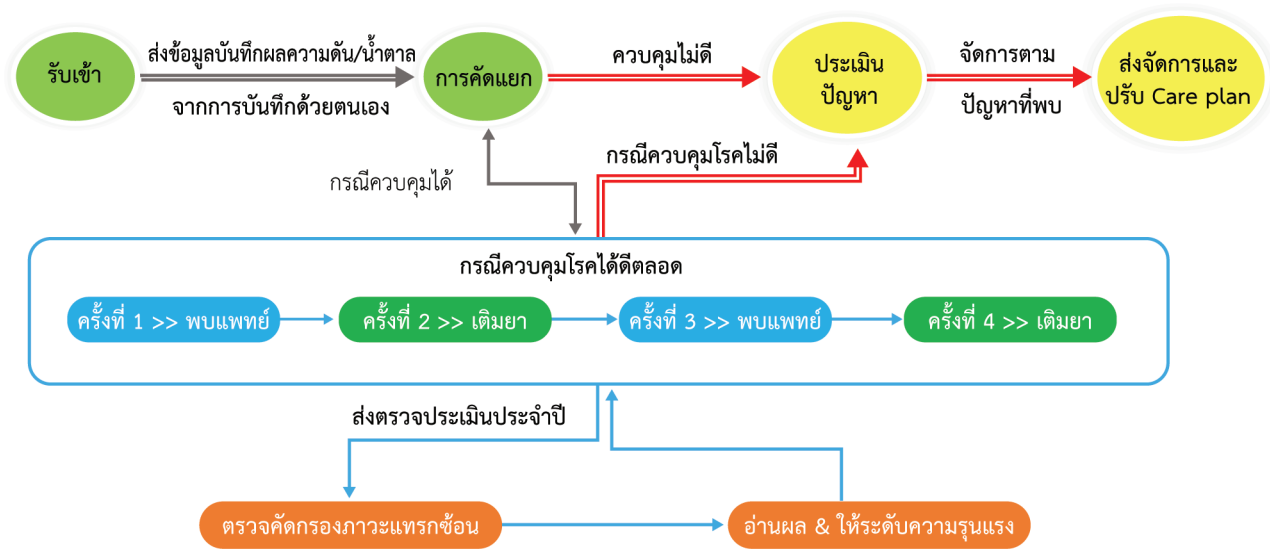 รับเข้า
ส่งข้อมูลบันทึกผลความดัน/น้ำตาล
จากการบันทึกด้วยตนเอง
การคัดแยก
ควบคุมไม่ดี
ประเมิน
ปัญหา
จัดการตาม
ปัญหาที่พบ
ส่งจัดการและ
ปรับ Care plan
กรณีควบคุมได้
กรณีควบคุมโรคไม่ดี
กรณีควบคุมโรคได้ดีตลอด
ครั้งที่ 1 >> พบแพทย์
ครั้งที่ 2 >> เติมยา
ครั้งที่ 3 >> พบแพทย์
ครั้งที่ 4 >> เติมยา
ส่งตรวจประเมินประจำปี
ตรวจคัดกรองภาวะแทรกซ้อน
อ่านผล & ให้ระดับความรุนแรง